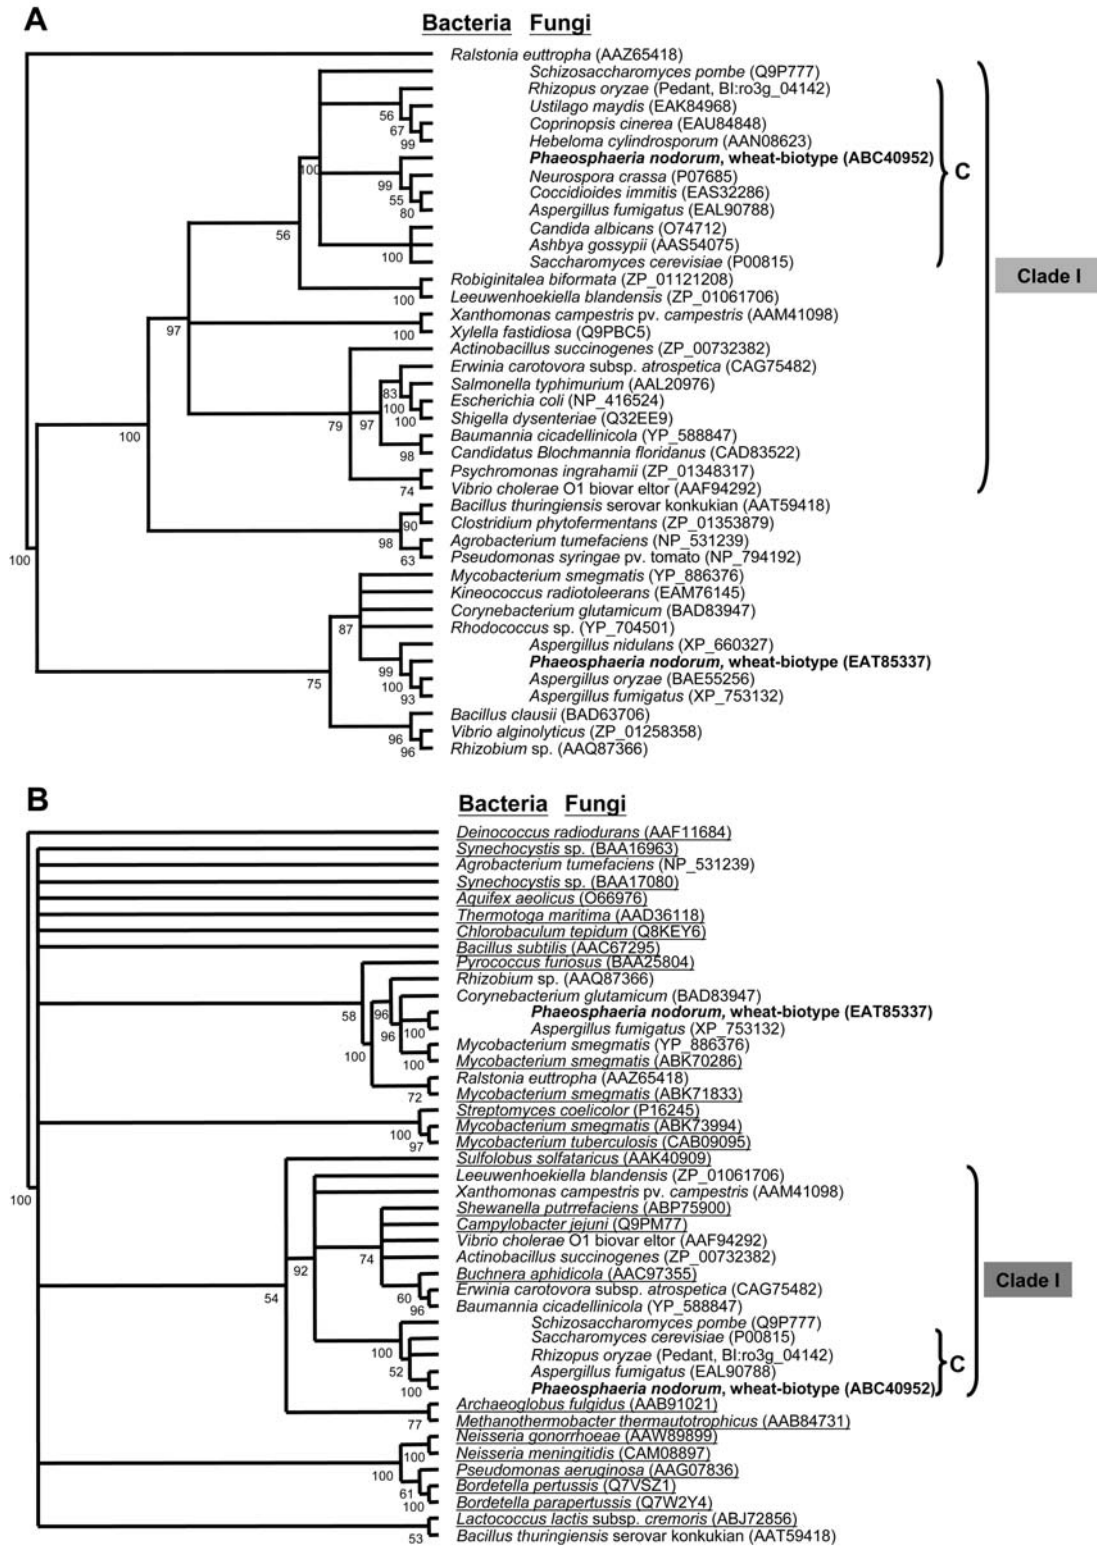 A
Bacteria Fungi
Ralstonia euttropha (AAZ65418)
Schizosaccharomyces pombe (Q9P777)
Rhizopus oryzae (Pedant, BI:ro3g_04142)
Ustilago maydis (EAK84968)
56
Coprinopsis cinerea (EAU84848)
67
Hebeloma cylindrosporum (AAN08623)
99
Phaeosphaeria nodorum, wheat-biotype (ABC40952)
100
C
Neurospora crassa (P07685)
99
Coccidioides immitis (EAS32286)
55
Aspergillus fumigatus (EAL90788)
80
Candida albicans (O74712)
56
Ashbya gossypii (AAS54075)
100
Saccharomyces cerevisiae (P00815)
Robiginitalea biformata (ZP_01121208)
Clade I
Leeuwenhoekiella blandensis (ZP_01061706)
100
Xanthomonas campestris pv. campestris (AAM41098)
97
Xylella fastidiosa (Q9PBC5)
100
Actinobacillus succinogenes (ZP_00732382)
Erwinia carotovora subsp. atrospetica (CAG75482)
Salmonella typhimurium (AAL20976)
83
Escherichia coli (NP_416524)
100
Shigella dysenteriae (Q32EE9)
100
79
97
Baumannia cicadellinicola (YP_588847)
100
Candidatus Blochmannia floridanus (CAD83522)
98
Psychromonas ingrahamii (ZP_01348317)
Vibrio cholerae O1 biovar eltor (AAF94292)
74
Bacillus thuringiensis serovar konkukian (AAT59418)
Clostridium phytofermentans (ZP_01353879)
90
98
Agrobacterium tumefaciens (NP_531239)
Pseudomonas syringae pv. tomato (NP_794192)
63
100
Mycobacterium smegmatis (YP_886376)
Kineococcus radiotoleerans (EAM76145)
Corynebacterium glutamicum (BAD83947)
Rhodococcus sp. (YP_704501)
87
Aspergillus nidulans (XP_660327)
Phaeosphaeria nodorum, wheat-biotype (EAT85337)
99
Aspergillus oryzae (BAE55256)
75
100
Aspergillus fumigatus (XP_753132)
93
Bacillus clausii (BAD63706)
Vibrio alginolyticus (ZP_01258358)
96
Rhizobium sp. (AAQ87366)
96
B
Bacteria Fungi
Deinococcus radiodurans (AAF11684)
Synechocystis sp. (BAA16963)
Agrobacterium tumefaciens (NP_531239)
Synechocystis sp. (BAA17080)
Aquifex aeolicus (O66976)
Thermotoga maritima (AAD36118)
Chlorobaculum tepidum (Q8KEY6)
Bacillus subtilis (AAC67295)
Pyrococcus furiosus (BAA25804)
Rhizobium sp. (AAQ87366)
Corynebacterium glutamicum (BAD83947)
Phaeosphaeria nodorum, wheat-biotype (EAT85337)
58
96
Aspergillus fumigatus (XP_753132)
96
100
Mycobacterium smegmatis (YP_886376)
100
Mycobacterium smegmatis (ABK70286)
100
Ralstonia euttropha (AAZ65418)
Mycobacterium smegmatis (ABK71833)
72
Streptomyces coelicolor (P16245)
Mycobacterium smegmatis (ABK73994)
100
Mycobacterium tuberculosis (CAB09095)
97
Sulfolobus solfataricus (AAK40909)
Leeuwenhoekiella blandensis (ZP_01061706)
Xanthomonas campestris pv. campestris (AAM41098)
100
Shewanella putrrefaciens (ABP75900)
Campylobacter jejuni (Q9PM77)
Vibrio cholerae O1 biovar eltor (AAF94292)
Actinobacillus succinogenes (ZP_00732382)
74
92
Buchnera aphidicola (AAC97355)
Clade I
Erwinia carotovora subsp. atrospetica (CAG75482)
54
60
Baumannia cicadellinicola (YP_588847)
96
Schizosaccharomyces pombe (Q9P777)
Saccharomyces cerevisiae (P00815)
Rhizopus oryzae (Pedant, BI:ro3g_04142)
100
C
Aspergillus fumigatus (EAL90788)
52
Phaeosphaeria nodorum, wheat-biotype (ABC40952)
100
Archaeoglobus fulgidus (AAB91021)
Methanothermobacter thermautotrophicus (AAB84731)
77
Neisseria gonorrhoeae (AAW89899)
Neisseria meningitidis (CAM08897)
100
Pseudomonas aeruginosa (AAG07836)
100
Bordetella pertussis (Q7VSZ1)
61
Bordetella parapertussis (Q7W2Y4)
100
Lactococcus lactis subsp. cremoris (ABJ72856)
Bacillus thuringiensis serovar konkukian (AAT59418)
53